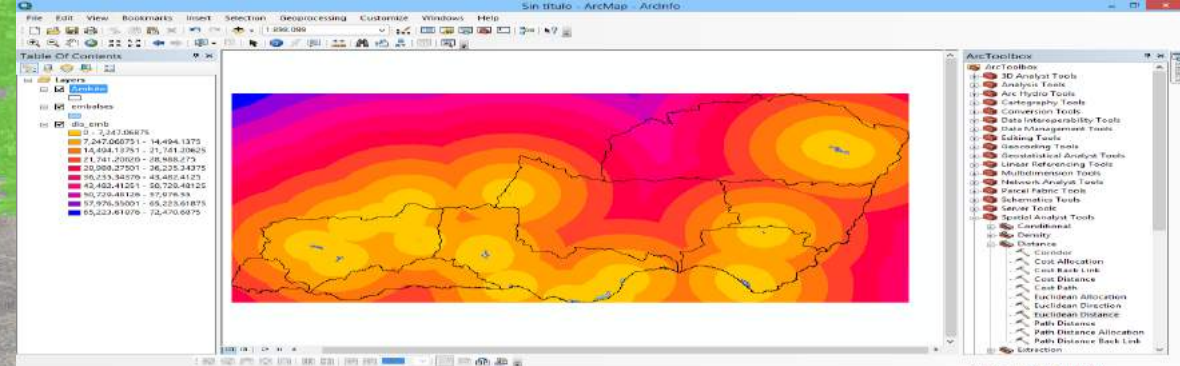 Sin título - ArcMap - ArcInfo
File Edit View Bookmarks Insert Selection Geoprocessing Customize Windows Help
Table Of Contents
Layers
embalses
dis_emb
0 - 7,247.06875
7,247.068751 - 14,494.1375
14,494.13751 - 21,741.20625
21,741.20626 - 28,988.275
28,988.27501 - 36,235.34375
36,235.34376 - 43,482.4125
43,482.41251 - 50,729.48125
50,729.48126 - 57,976.55
57,976.55001 - 65,223.61875
65,223.61876 - 72,470.6875
ArcToolbox
ArcToolbox
3D Analyst Tools
Analysis Tools
Arc Hydro Tools
Cartography Tools
Conversion Tools
Data Interoperability Tools
Data Management Tools
Editing Tools
Geocoding Tools
Geostatistical Analyst Tools
Linear Referencing Tools
Multidimension Tools
Network Analyst Tools
Parcel Fabric Tools
Schematics Tools
Server Tools
Spatial Analyst Tools
Conditional
Density
Distance
Corridor
Cost Allocation
Cost Back Link
Cost Distance
Cost Path
Euclidean Allocation
Euclidean Direction
Euclidean Distance
Path Distance
Path Distance Allocation
Path Distance Back Link
Extraction